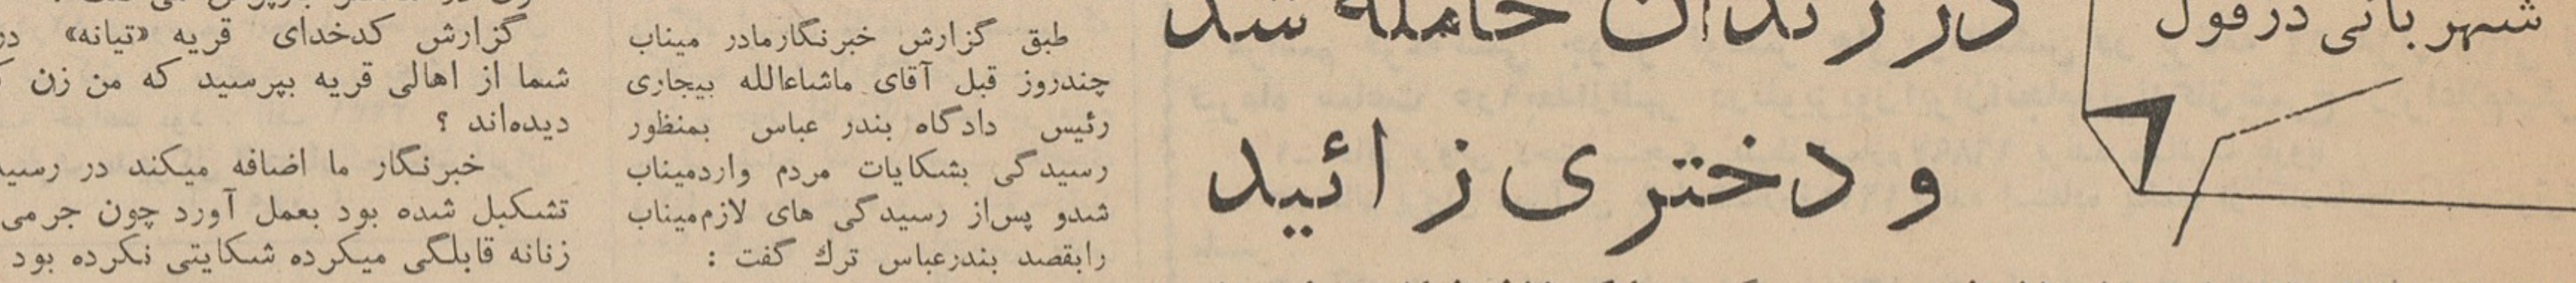 شهربانی دزفول
در زندان حامله شد
و دختری زائید
طبق گزارش خبرنگارمادر میناب
چندروز قبل آقای ماشاءالله بیجاری
رئیس دادگاه بندر عباس بمنظور
رسیدگی بشکایات مردم واردمیناب
شدو پس‌از رسیدگی های لازم‌میناب
رابقصد بندرعباس ترك گفت :
گزارش کدخدای قریه «تیانه» در
شما از اهالی قریه بپرسید که من زن
دیده‌اند ؟
خبرنگار ما اضافه میکند در رسید
تشکیل شده بود بعمل آورد چون جرمی
زنانه قابلگی میکرده شکایتی نکرده بود